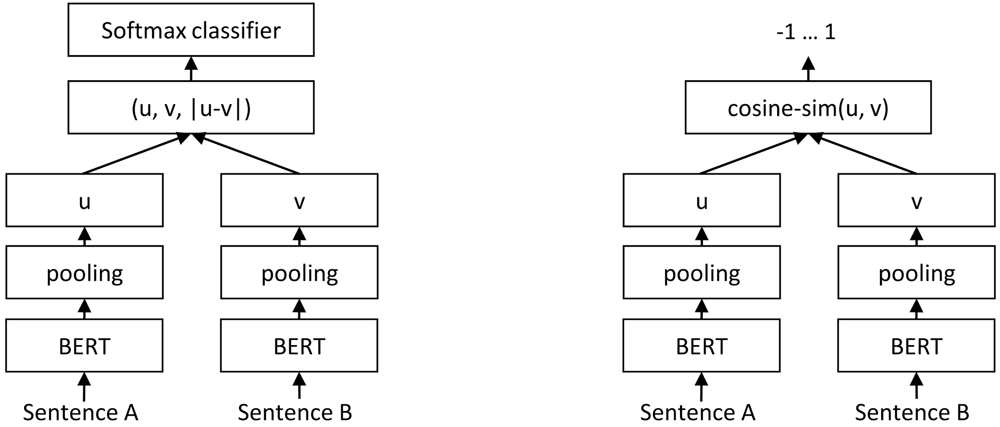 Softmax classifier
(u, v, |u-v|)
u
v
pooling
pooling
BERT
BERT
Sentence A
Sentence B
-1 ... 1
cosine-sim(u, v)
u
v
pooling
pooling
BERT
BERT
Sentence A
Sentence B